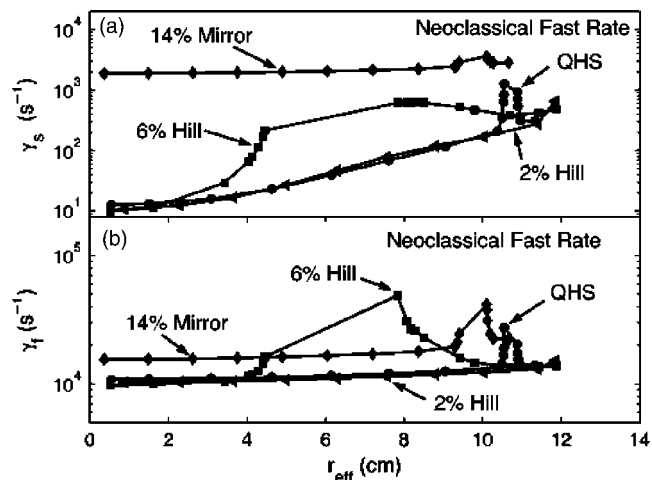 (a)
Neoclassical Fast Rate
14% Mirror
QHS
6% Hill
2% Hill
γs (s⁻¹)
10⁴
10³
10²
10¹
(b)
Neoclassical Fast Rate
6% Hill
QHS
14% Mirror
2% Hill
γf (s⁻¹)
10⁵
10⁴
0 2 4 6 8 10 12 14
reff (cm)